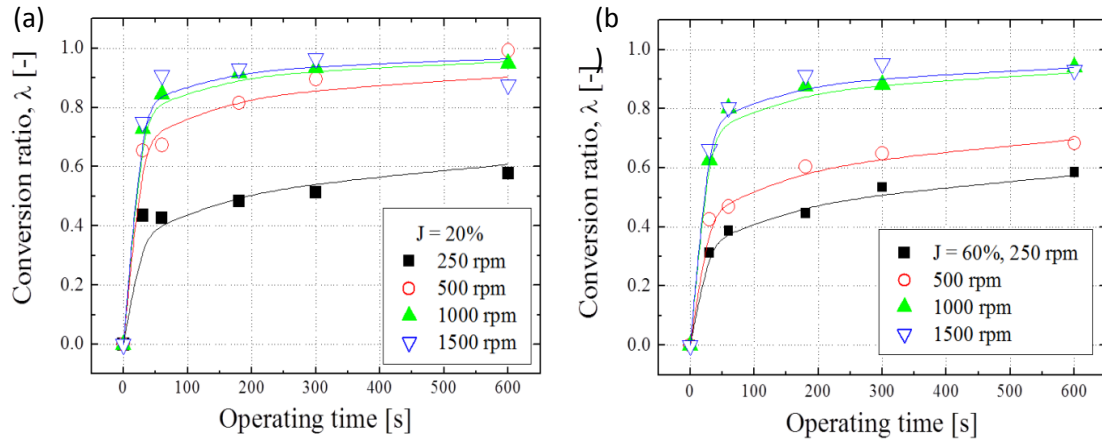 (a)
Conversion ratio, λ [-]
1.0
0.8
0.6
0.4
0.2
0.0
0
100
200
300
400
500
600
Operating time [s]
J = 20%
250 rpm
500 rpm
1000 rpm
1500 rpm
(b
)
Conversion ratio, λ [-]
1.0
0.8
0.6
0.4
0.2
0.0
0
100
200
300
400
500
600
Operating time [s]
J = 60%, 250 rpm
500 rpm
1000 rpm
1500 rpm